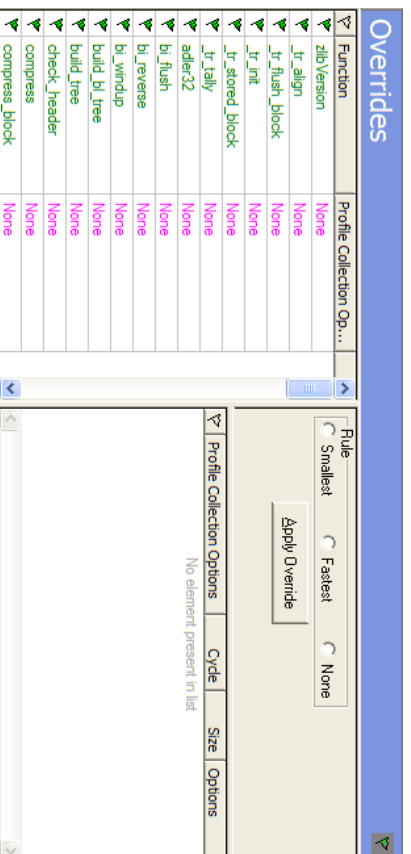 Overrides
Function Profile Collection Op...
zlibVersion None
_tr_align None
_tr_flush_block None
_tr_init None
_tr_stored_block None
_tr_tally None
adler32 None
bi_flush None
bi_reverse None
bi_windup None
build_bl_tree None
build_tree None
check_header None
compress None
compress_block None
Rule
Smallest Fastest None
Apply Override
Profile Collection Options Cycle Size Options
No element present in list